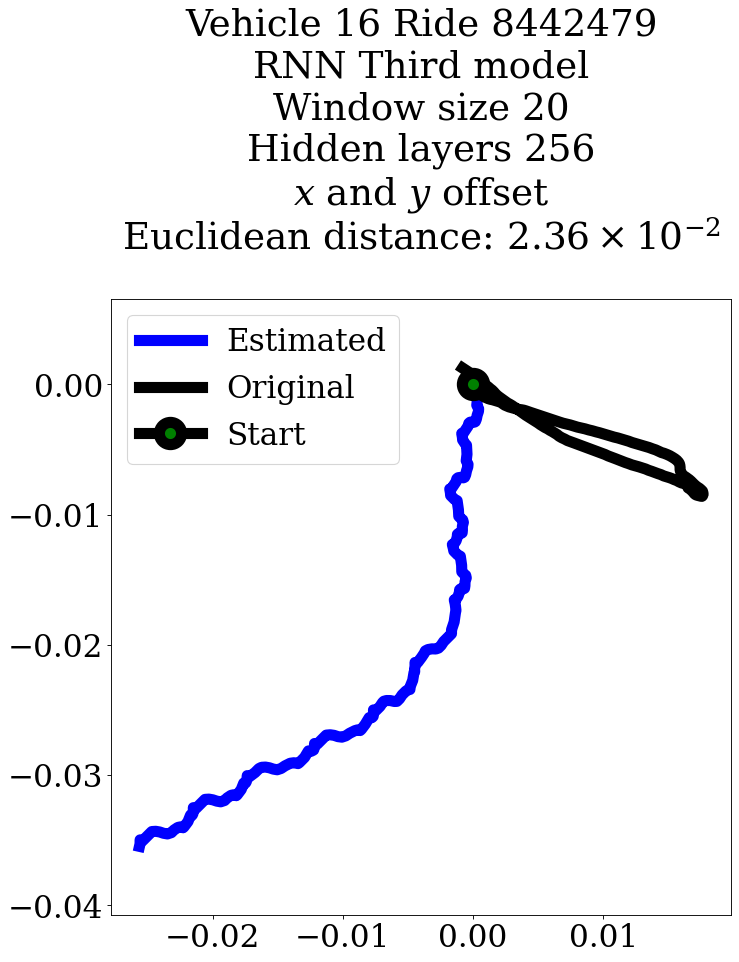 Vehicle 16 Ride 8442479
RNN Third model
Window size 20
Hidden layers 256
x and y offset
Euclidean distance: 2.36 × 10⁻²
Estimated
Original
Start
0.00
−0.01
−0.02
−0.03
−0.04
−0.02 −0.01 0.00 0.01